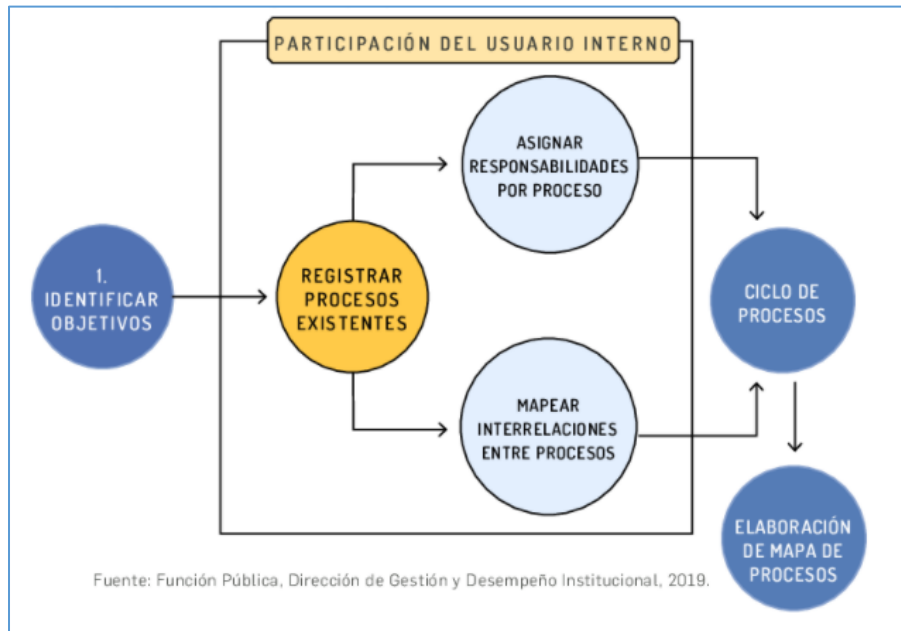 PARTICIPACIÓN DEL USUARIO INTERNO
ASIGNAR
RESPONSABILIDADES
POR PROCESO
1.
IDENTIFICAR
OBJETIVOS
REGISTRAR
PROCESOS
EXISTENTES
CICLO DE
PROCESOS
MAPEAR
INTERRELACIONES
ENTRE PROCESOS
ELABORACIÓN
DE MAPA DE
PROCESOS
Fuente: Función Pública, Dirección de Gestión y Desempeño Institucional, 2019.